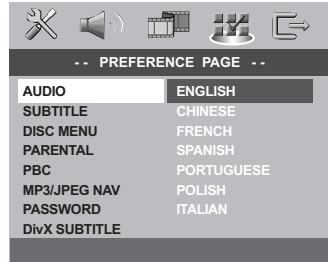 -- PREFERENCE PAGE --
AUDIO ENGLISH
SUBTITLE CHINESE
DISC MENU FRENCH
PARENTAL SPANISH
PBC PORTUGUESE
MP3/JPEG NAV POLISH
PASSWORD ITALIAN
DivX SUBTITLE